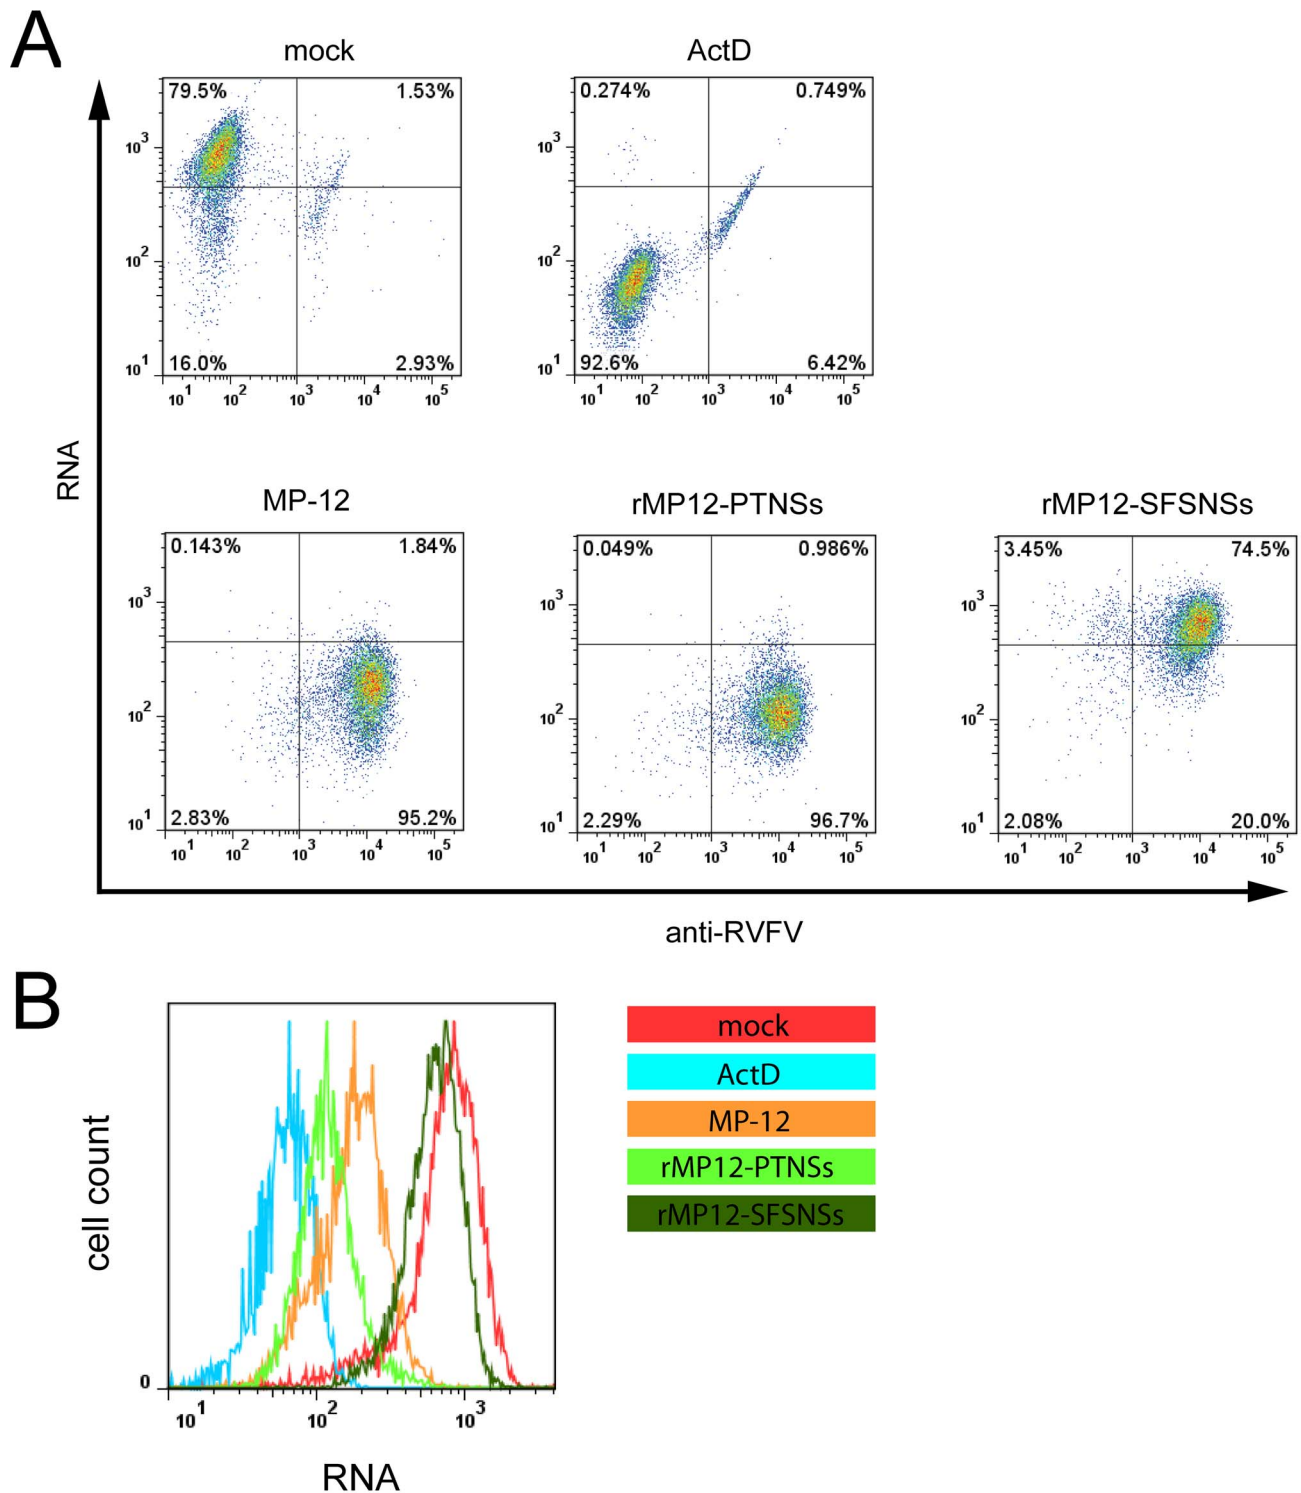 A
mock
ActD
79.5%
1.53%
16.0%
2.93%
10³
10²
10¹
10¹ 10² 10³ 10⁴ 10⁵
0.274%
0.749%
92.6%
6.42%
10³
10²
10¹
10¹ 10² 10³ 10⁴ 10⁵
RNA
MP-12
rMP12-PTNSs
rMP12-SFSNSs
0.143%
1.84%
2.83%
95.2%
10³
10²
10¹
10¹ 10² 10³ 10⁴ 10⁵
0.049%
0.986%
2.29%
96.7%
10³
10²
10¹
10¹ 10² 10³ 10⁴ 10⁵
3.45%
74.5%
2.08%
20.0%
10³
10²
10¹
10¹ 10² 10³ 10⁴ 10⁵
anti-RVFV
B
cell count
0
10¹ 10² 10³
RNA
mock
ActD
MP-12
rMP12-PTNSs
rMP12-SFSNSs